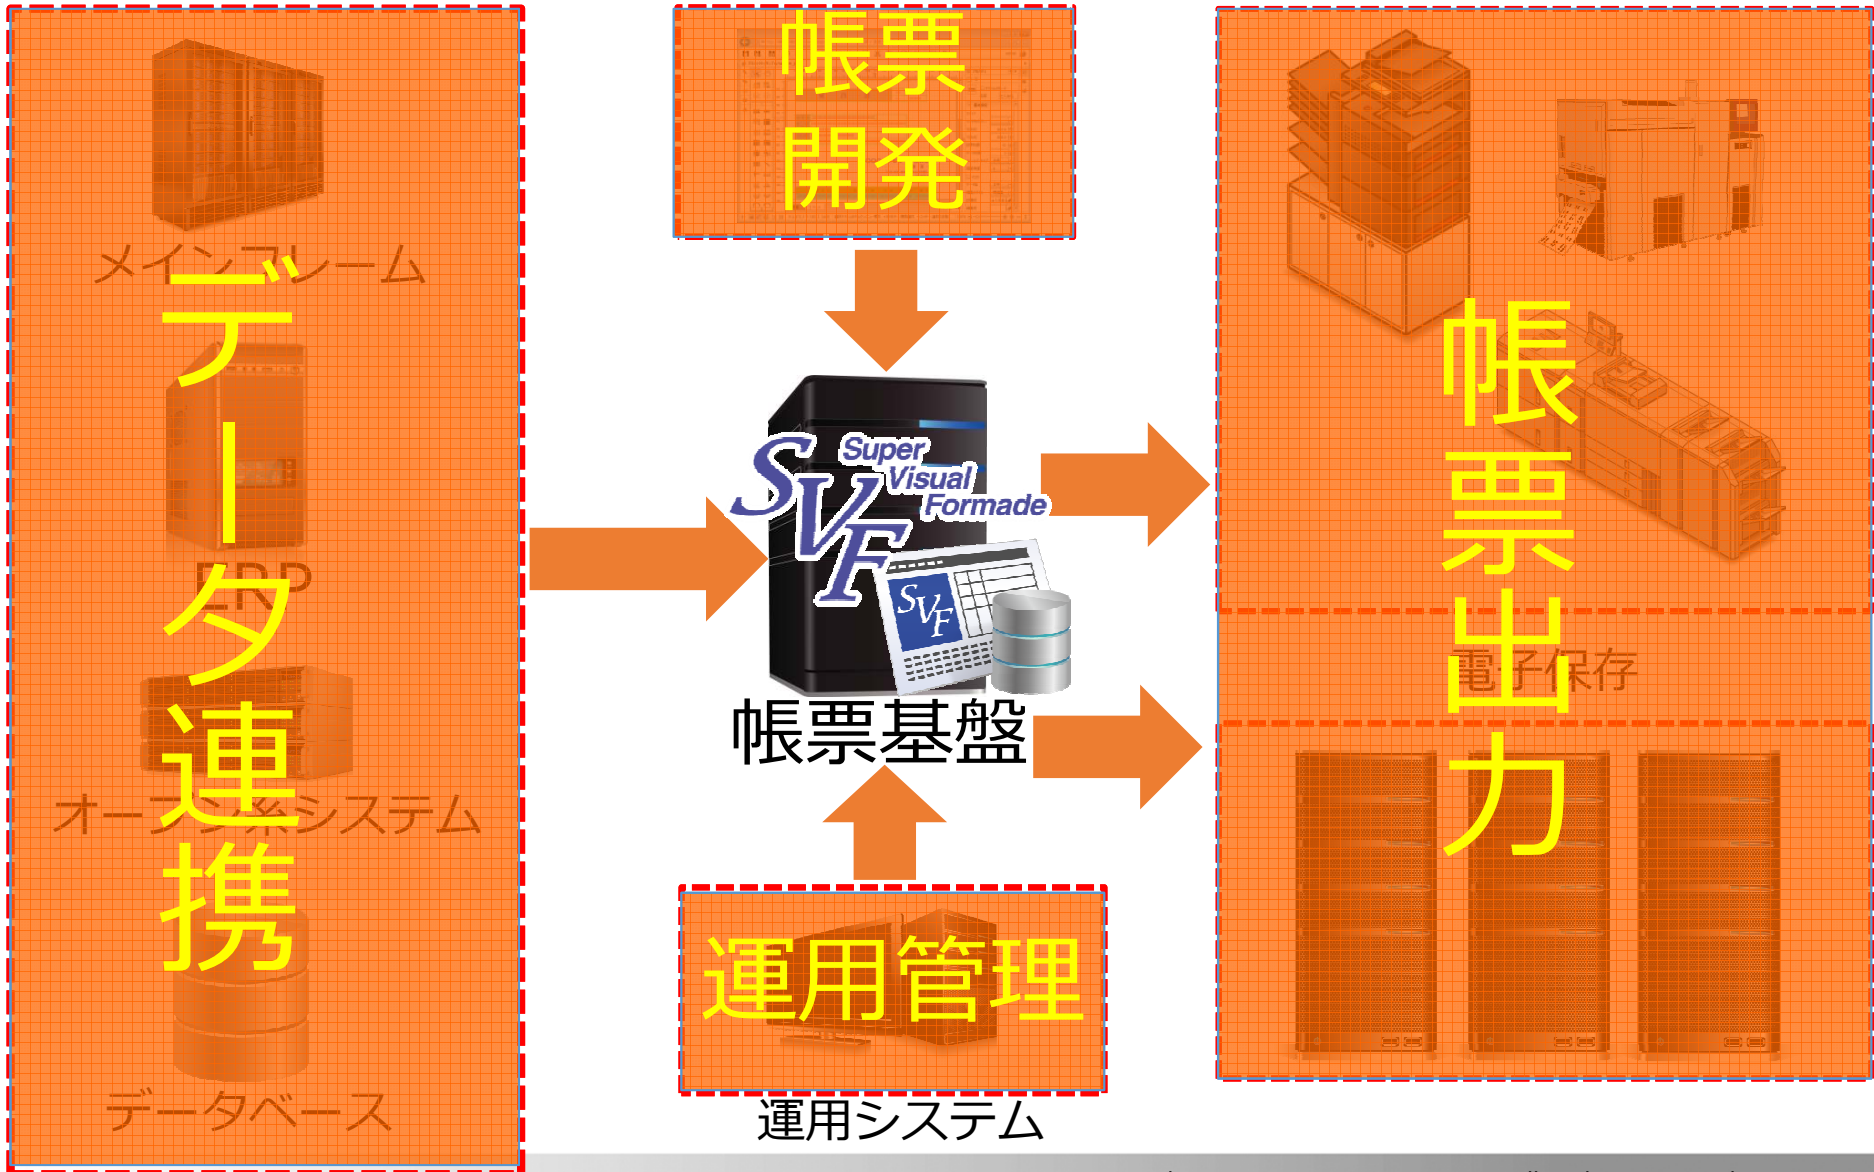 メインフレーム
ERP
オープン系システム
データベース
データ連携
帳票
開発
Super
Visual
Formade
SVF
SVF
帳票基盤
運用管理
運用システム
帳票出力
電子保存